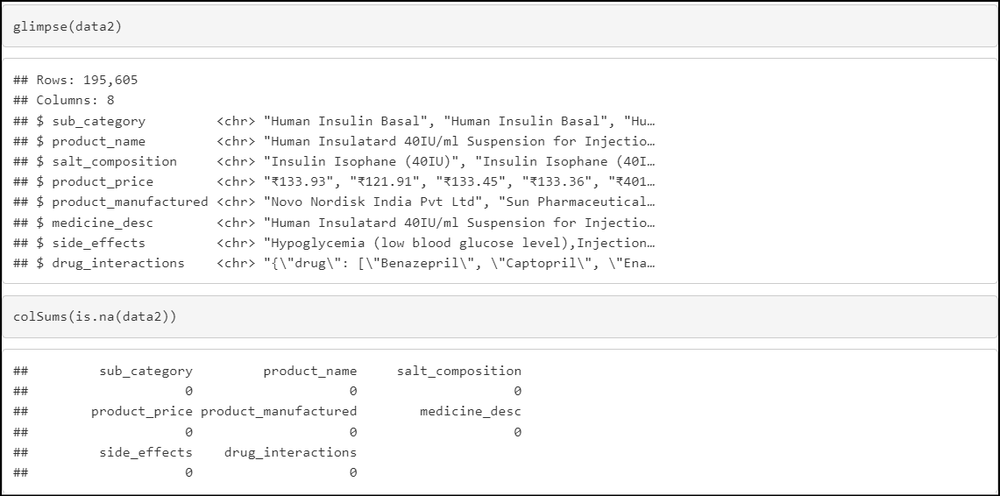 glimpse(data2)
## Rows: 195,605
## Columns: 8
## $ sub_category         <chr> "Human Insulin Basal", "Human Insulin Basal", "Hu…
## $ product_name         <chr> "Human Insulatard 40IU/ml Suspension for Injectio…
## $ salt_composition     <chr> "Insulin Isophane (40IU)", "Insulin Isophane (40I…
## $ product_price        <chr> "₹133.93", "₹121.91", "₹133.45", "₹133.36", "₹401…
## $ product_manufactured <chr> "Novo Nordisk India Pvt Ltd", "Sun Pharmaceutical…
## $ medicine_desc        <chr> "Human Insulatard 40IU/ml Suspension for Injectio…
## $ side_effects         <chr> "Hypoglycemia (low blood glucose level),Injection…
## $ drug_interactions    <chr> "{\"drug\": [\"Benazepril\", \"Captopril\", \"Ena…
colSums(is.na(data2))
##         sub_category         product_name     salt_composition
##                    0                    0                    0
##        product_price product_manufactured        medicine_desc
##                    0                    0                    0
##         side_effects    drug_interactions
##                    0                    0